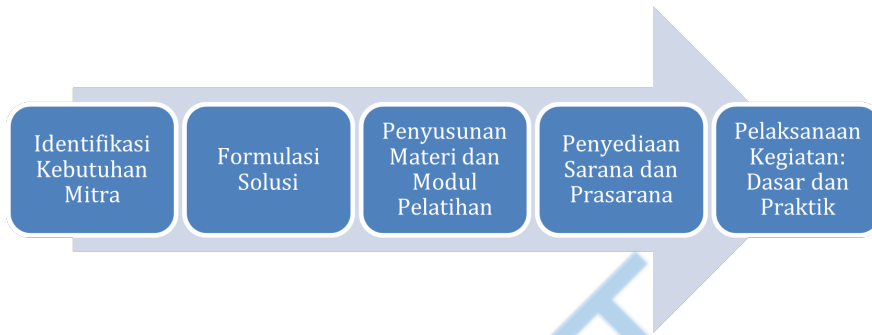 Identifikasi
Kebutuhan
Mitra
Formulasi
Solusi
Penyusunan
Materi dan
Modul
Pelatihan
Penyediaan
Sarana dan
Prasarana
Pelaksanaan
Kegiatan:
Dasar dan
Praktik